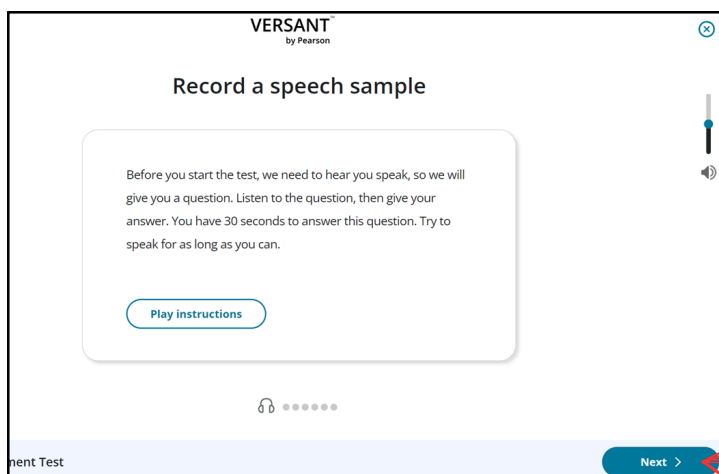 VERSANT™
by Pearson
Record a speech sample
Before you start the test, we need to hear you speak, so we will
give you a question. Listen to the question, then give your
answer. You have 30 seconds to answer this question. Try to
speak for as long as you can.
Play instructions
ment Test
Next